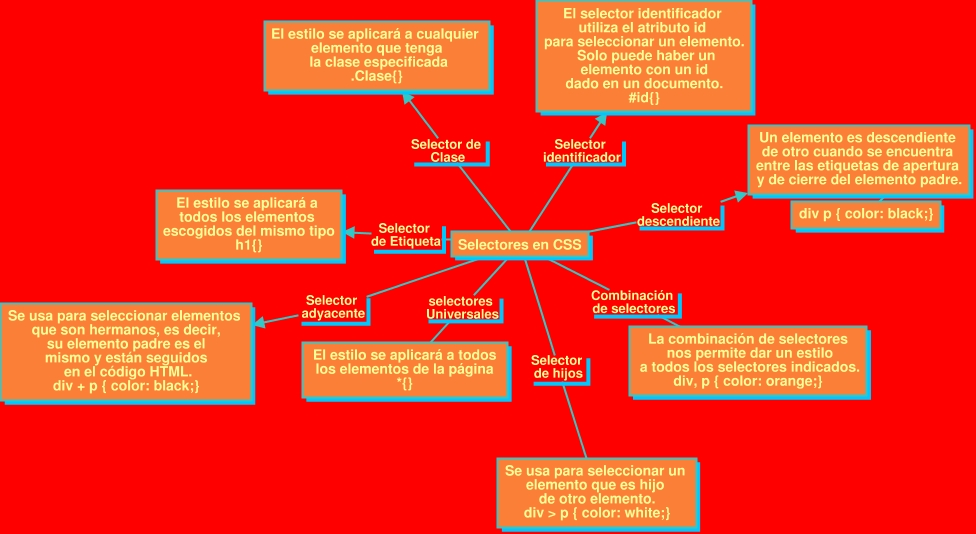 El estilo se aplicará a cualquier
elemento que tenga
la clase especificada
.Clase{}
El selector identificador
utiliza el atributo id
para seleccionar un elemento.
Solo puede haber un
elemento con un id
dado en un documento.
#id{}
Selector de
Clase
Selector
identificador
Un elemento es descendiente
de otro cuando se encuentra
entre las etiquetas de apertura
y de cierre del elemento padre.
div p { color: black;}
El estilo se aplicará a
todos los elementos
escogidos del mismo tipo
h1{}
Selector
de Etiqueta
Selectores en CSS
Selector
descendiente
Selector
adyacente
selectores
Universales
Combinación
de selectores
Se usa para seleccionar elementos
que son hermanos, es decir,
su elemento padre es el
mismo y están seguidos
en el código HTML.
div + p { color: black;}
El estilo se aplicará a todos
los elementos de la página
*{}
Selector
de hijos
La combinación de selectores
nos permite dar un estilo
a todos los selectores indicados.
div, p { color: orange;}
Se usa para seleccionar un
elemento que es hijo
de otro elemento.
div > p { color: white;}